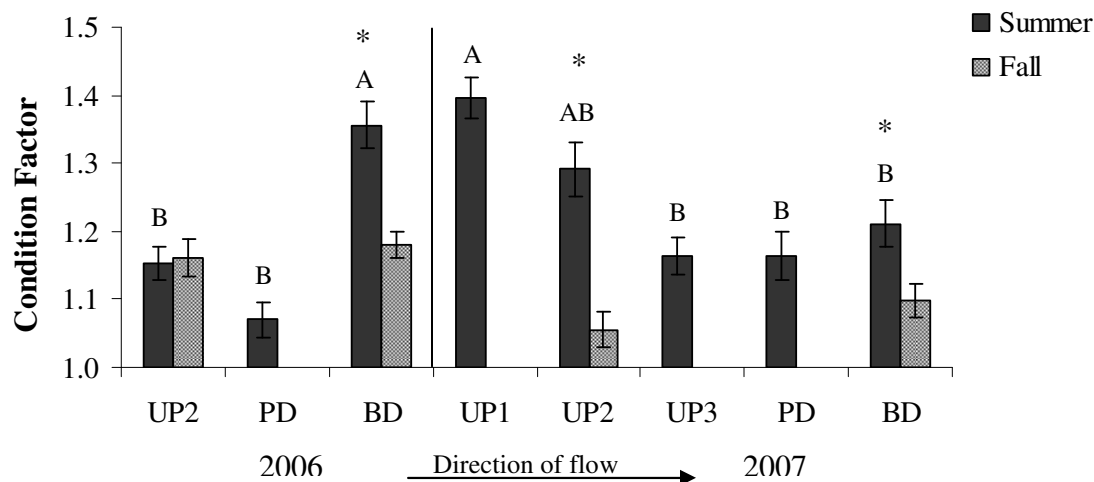 Condition Factor
1.5
1.4
1.3
1.2
1.1
1.0
B
B
*
A
A
*
AB
B
B
*
B
Summer
Fall
UP2 PD BD UP1 UP2 UP3 PD BD
2006 Direction of flow 2007